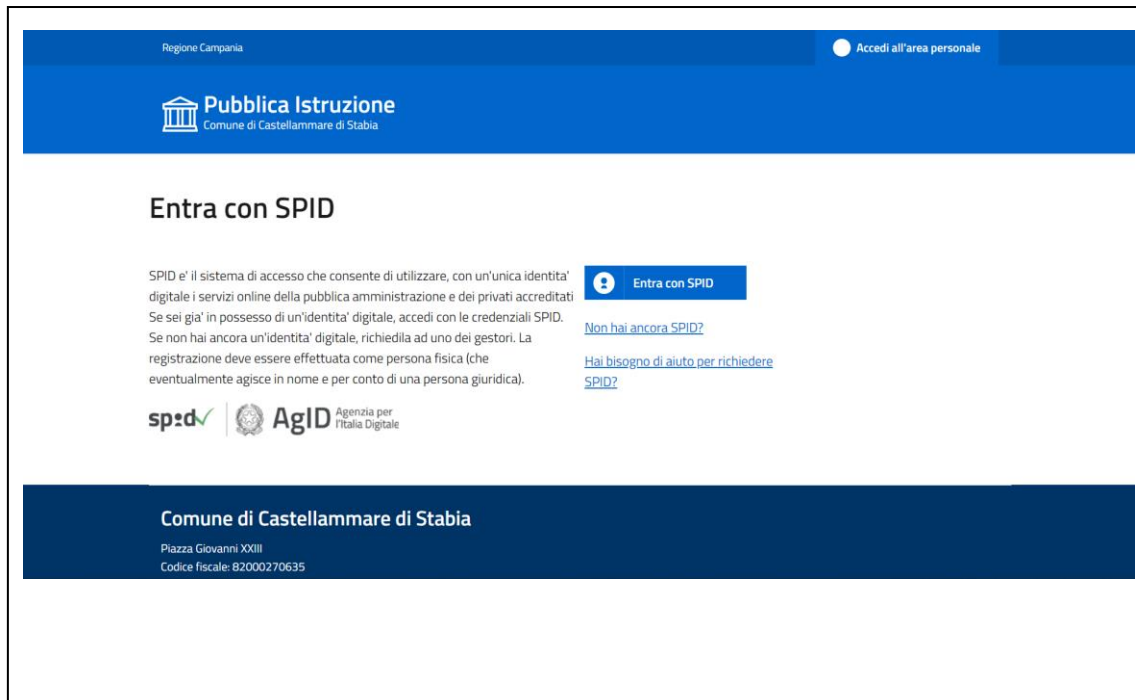 Regione Campania
Accedi all'area personale
Pubblica Istruzione
Comune di Castellammare di Stabia
Entra con SPID
SPID e' il sistema di accesso che consente di utilizzare, con un'unica identita'
digitale i servizi online della pubblica amministrazione e dei privati accreditati
Se sei gia' in possesso di un'identita' digitale, accedi con le credenziali SPID.
Se non hai ancora un'identita' digitale, richiedila ad uno dei gestori. La
registrazione deve essere effettuata come persona fisica (che
eventualmente agisce in nome e per conto di una persona giuridica).
Entra con SPID
Non hai ancora SPID?
Hai bisogno di aiuto per richiedere
SPID?
spid
AgID
Agenzia per
l'Italia Digitale
Comune di Castellammare di Stabia
Piazza Giovanni XXIII
Codice fiscale: 82000270635